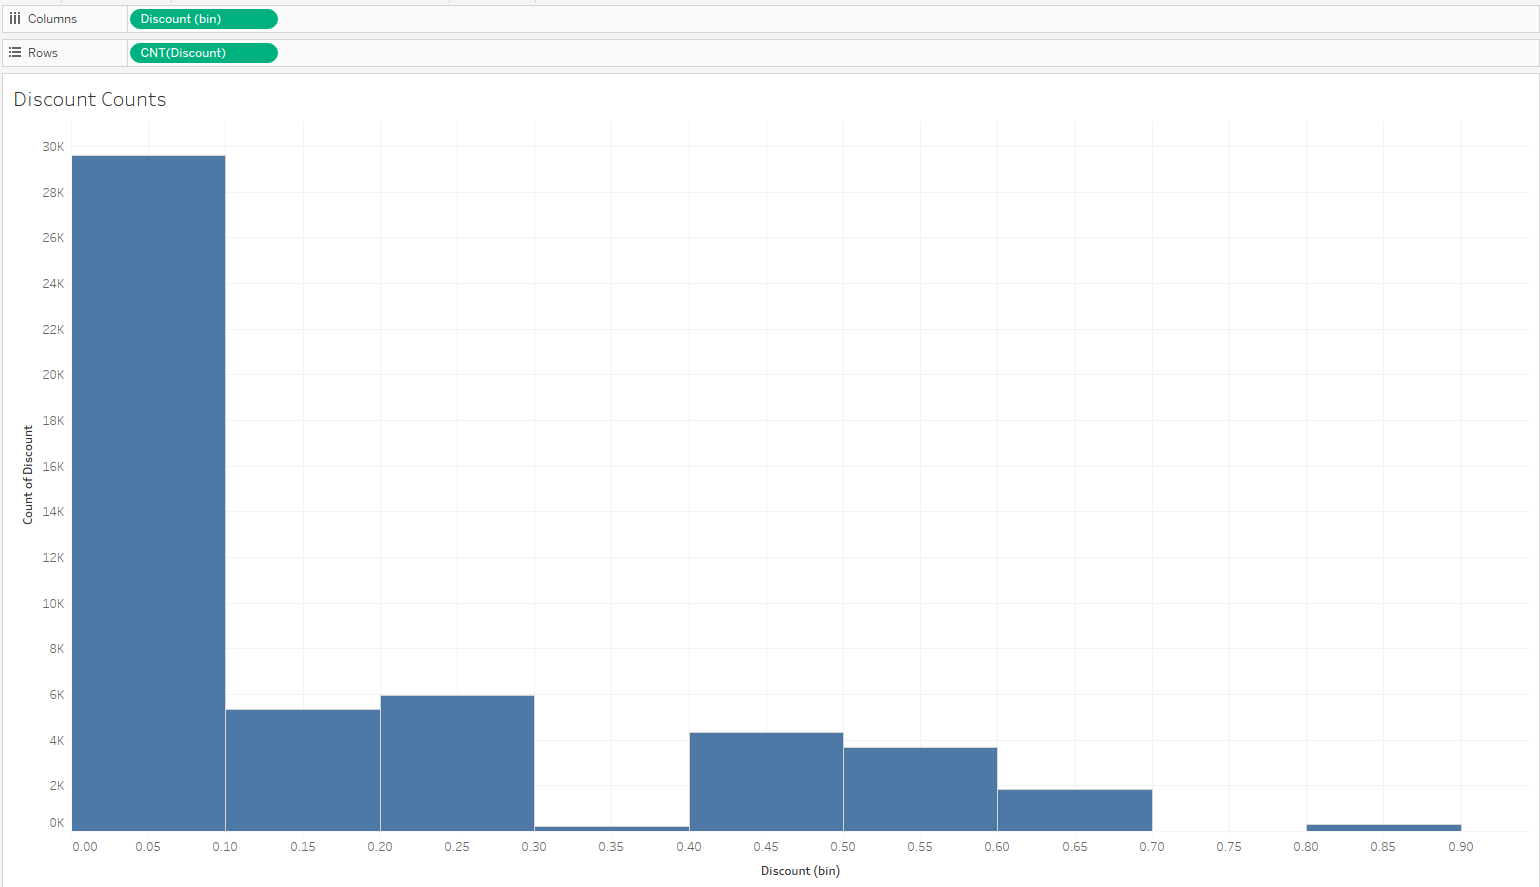 Columns
Discount (bin)
Rows
CNT(Discount)
Discount Counts
30K
28K
26K
24K
22K
20K
18K
16K
14K
12K
10K
8K
6K
4K
2K
0K
Count of Discount
0.00 0.05 0.10 0.15 0.20 0.25 0.30 0.35 0.40 0.45 0.50 0.55 0.60 0.65 0.70 0.75 0.80 0.85 0.90
Discount (bin)